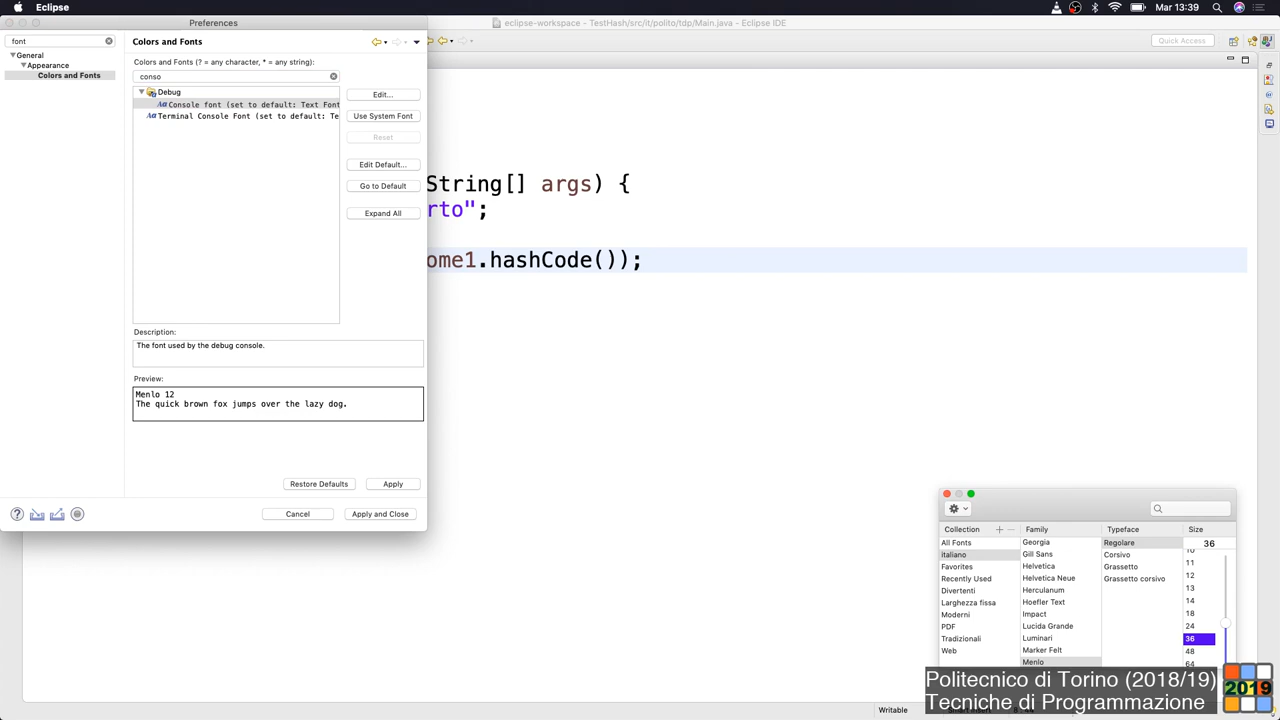 Eclipse
Mar 13:39
Preferences
eclipse-workspace - TestHash/src/it/polito/tdp/Main.java - Eclipse IDE
font
Colors and Fonts
Quick Access
General
Appearance
Colors and Fonts
Colors and Fonts (? = any character, * = any string):
conso
Debug
Console font (set to default: Text Font
Terminal Console Font (set to default: Te
Edit...
Use System Font
Reset
Edit Default...
Go to Default
Expand All
String[] args) {
rto";
ome1.hashCode());
Description:
The font used by the debug console.
Preview:
Menlo 12
The quick brown fox jumps over the lazy dog.
Restore Defaults
Apply
Cancel
Apply and Close
Collection
Family
Typeface
Size
All Fonts
italiano
Favorites
Recently Used
Divertenti
Larghezza fissa
Moderni
PDF
Tradizionali
Web
Georgia
Gill Sans
Helvetica
Helvetica Neue
Herculanum
Hoefler Text
Impact
Lucida Grande
Luminari
Marker Felt
Menlo
Regolare
Corsivo
Grassetto
Grassetto corsivo
36
10
11
12
13
14
18
24
36
48
64
Politecnico di Torino (2018/19)
Tecniche di Programmazione
2019
Writable